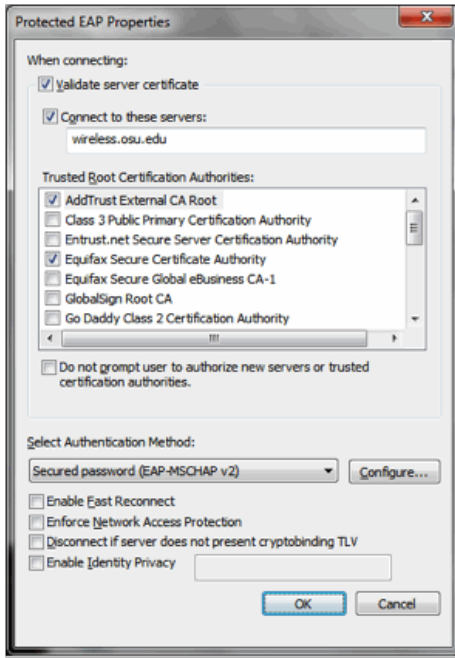 Protected EAP Properties
When connecting:
Validate server certificate
Connect to these servers:
wireless.osu.edu
Trusted Root Certification Authorities:
AddTrust External CA Root
Class 3 Public Primary Certification Authority
Entrust.net Secure Server Certification Authority
Equifax Secure Certificate Authority
Equifax Secure Global eBusiness CA-1
GlobalSign Root CA
Go Daddy Class 2 Certification Authority
Do not prompt user to authorize new servers or trusted
certification authorities.
Select Authentication Method:
Secured password (EAP-MSCHAP v2) Configure...
Enable Fast Reconnect
Enforce Network Access Protection
Disconnect if server does not present cryptobinding TLV
Enable Identity Privacy
OK Cancel